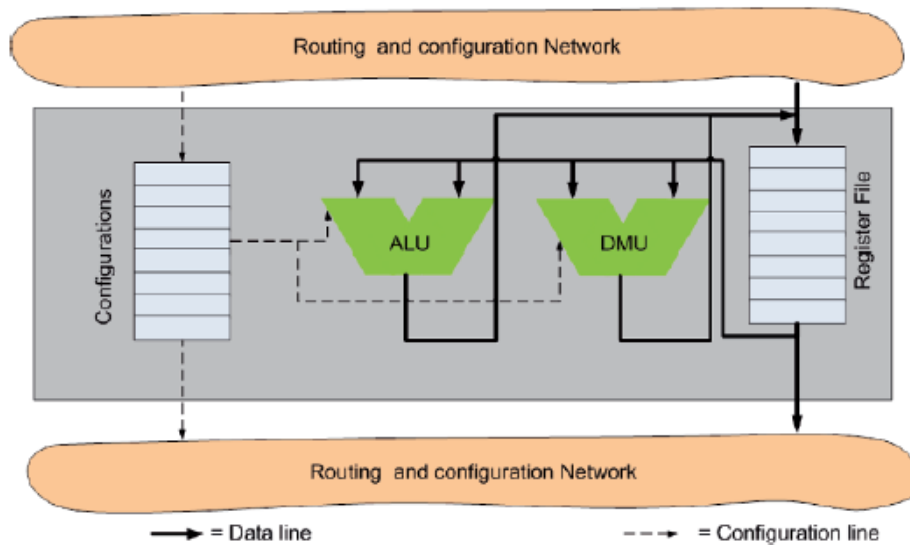 Routing and configuration Network
Configurations
ALU
DMU
Register File
Routing and configuration Network
= Data line
= Configuration line